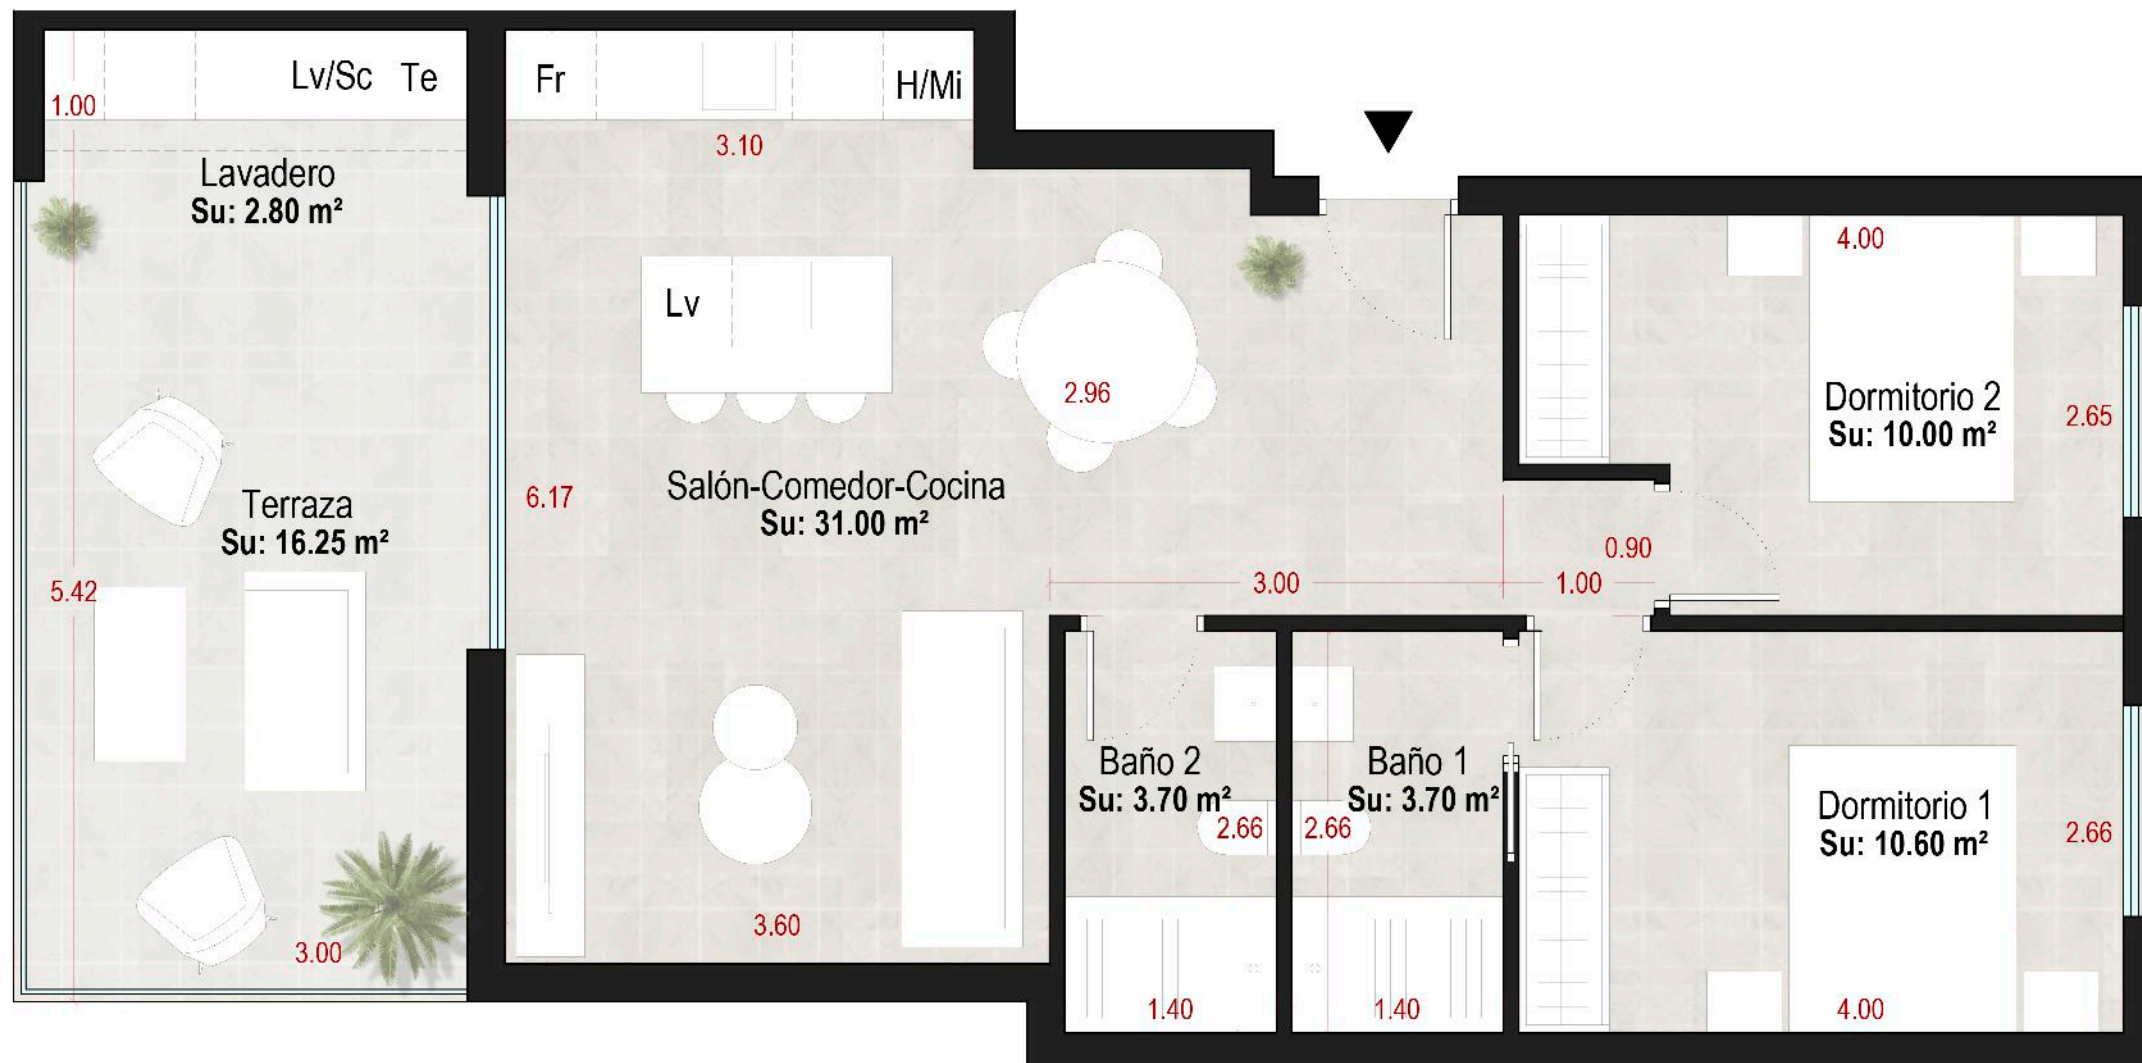 Lv/Sc Te
Fr
H/Mi
1.00
3.10
Lavadero
Su: 2.80 m²
4.00
Lv
2.96
Dormitorio 2
Su: 10.00 m²
2.65
6.17
Salón-Comedor-Cocina
Su: 31.00 m²
Terraza
Su: 16.25 m²
0.90
5.42
3.00
1.00
Baño 2
Su: 3.70 m²
Baño 1
Su: 3.70 m²
2.66
2.66
Dormitorio 1
Su: 10.60 m²
2.66
3.00
3.60
1.40
1.40
4.00